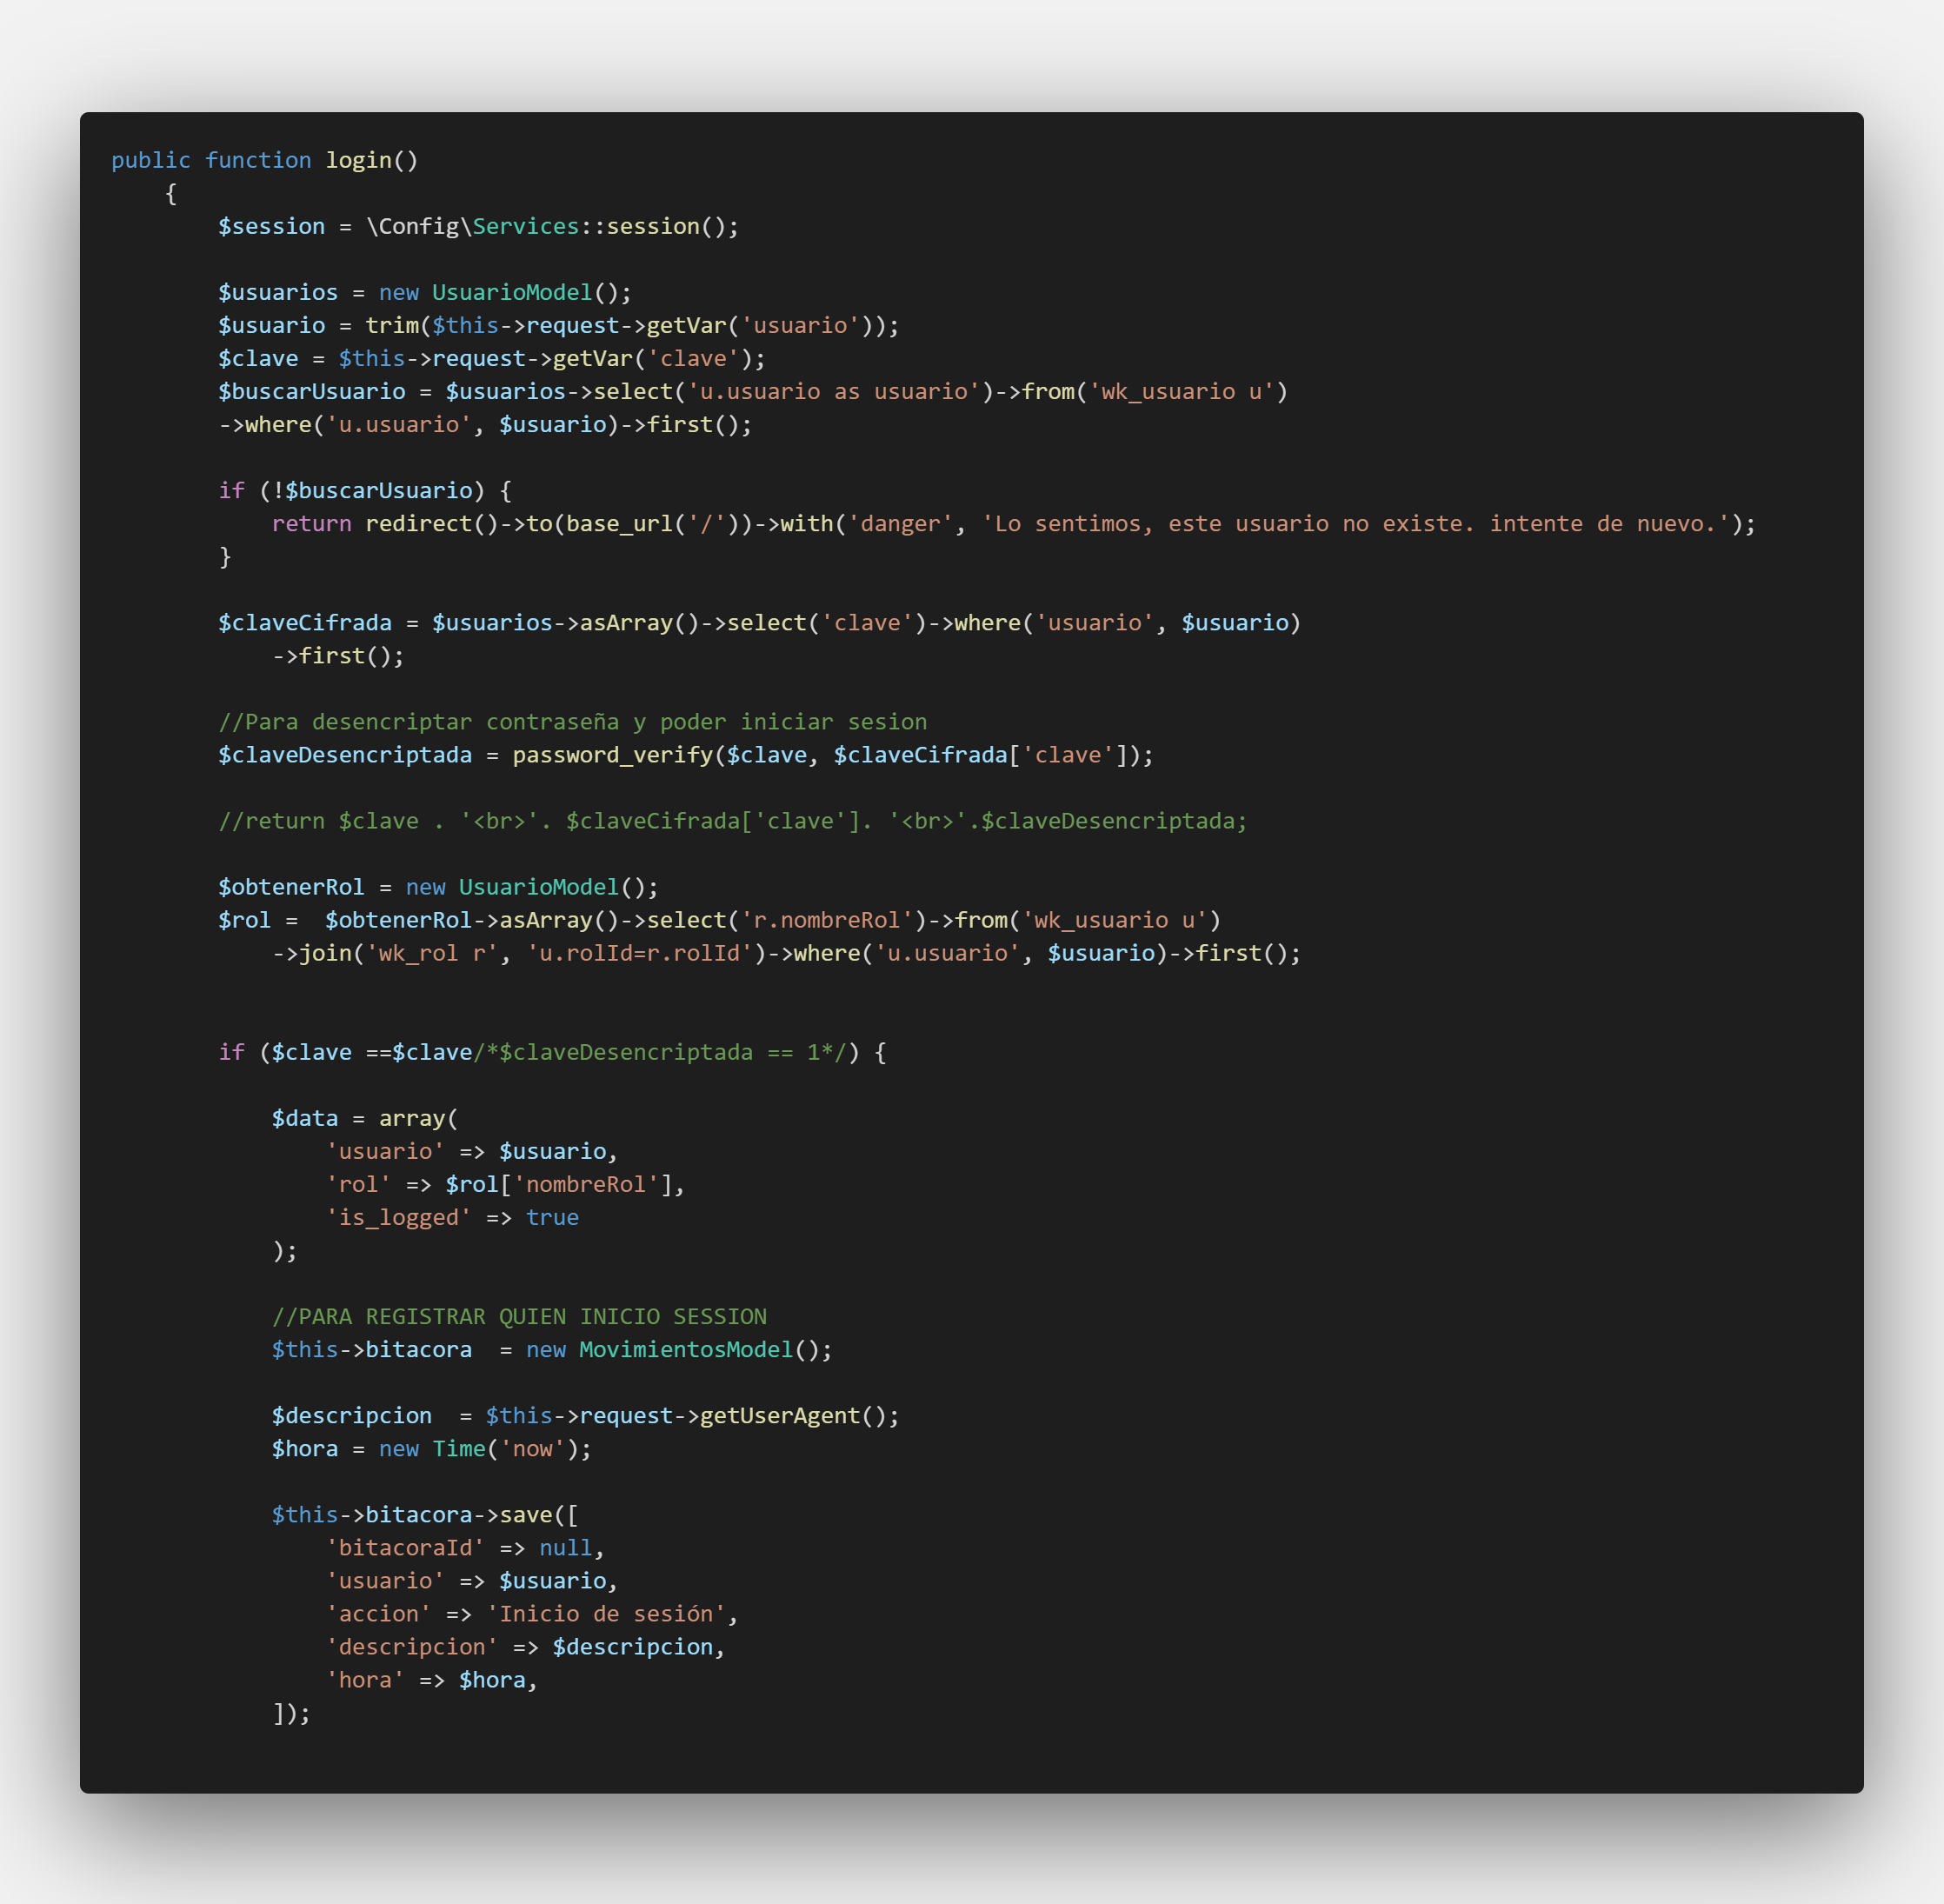 public function login()
    {
        $session = \Config\Services::session();

        $usuarios = new UsuarioModel();
        $usuario = trim($this->request->getVar('usuario'));
        $clave = $this->request->getVar('clave');
        $buscarUsuario = $usuarios->select('u.usuario as usuario')->from('wk_usuario u')
        ->where('u.usuario', $usuario)->first();

        if (!$buscarUsuario) {
            return redirect()->to(base_url('/'))->with('danger', 'Lo sentimos, este usuario no existe. intente de nuevo.');
        }

        $claveCifrada = $usuarios->asArray()->select('clave')->where('usuario', $usuario)
            ->first();

        //Para desencriptar contraseña y poder iniciar sesion
        $claveDesencriptada = password_verify($clave, $claveCifrada['clave']);

        //return $clave . '<br>'. $claveCifrada['clave']. '<br>'.$claveDesencriptada;

        $obtenerRol = new UsuarioModel();
        $rol =  $obtenerRol->asArray()->select('r.nombreRol')->from('wk_usuario u')
            ->join('wk_rol r', 'u.rolId=r.rolId')->where('u.usuario', $usuario)->first();


        if ($clave ==$clave/*$claveDesencriptada == 1*/) {

            $data = array(
                'usuario' => $usuario,
                'rol' => $rol['nombreRol'],
                'is_logged' => true
            );

            //PARA REGISTRAR QUIEN INICIO SESSION
            $this->bitacora  = new MovimientosModel();

            $descripcion  = $this->request->getUserAgent();
            $hora = new Time('now');

            $this->bitacora->save([
                'bitacoraId' => null,
                'usuario' => $usuario,
                'accion' => 'Inicio de sesión',
                'descripcion' => $descripcion,
                'hora' => $hora,
            ]);